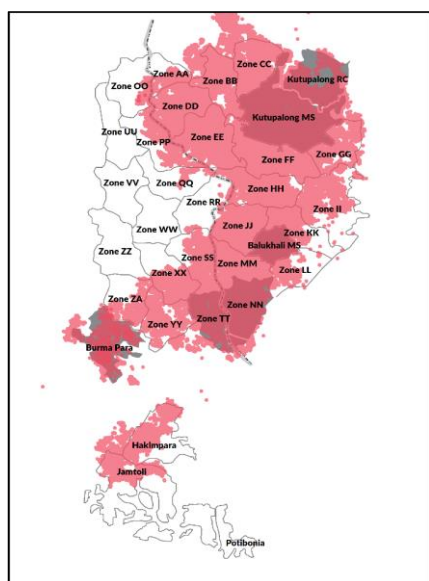 Zone CC
Zone AA
Zone BB
Kutupalong RC
Zone OO
Zone DD
Kutupalong MS
Zone UU
Zone PP
Zone EE
Zone FF
Zone GG
Zone VV
Zone QQ
Zone HH
Zone RR
Zone II
Zone WW
Zone JJ
Zone KK
Balukhali MS
Zone ZZ
Zone SS
Zone MM
Zone LL
Zone XX
Zone ZA
Zone NN
Zone YY
Zone TT
Burma Para
Hakimpara
Jamtoli
Potibonia